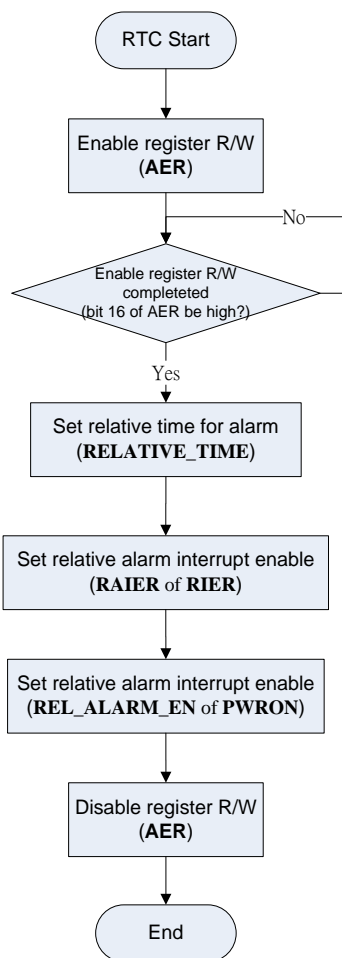 RTC Start
Enable register R/W
(AER)
No
Enable register R/W
completeted
(bit 16 of AER be high?)
Yes
Set relative time for alarm
(RELATIVE_TIME)
Set relative alarm interrupt enable
(RAIER of RIER)
Set relative alarm interrupt enable
(REL_ALARM_EN of PWRON)
Disable register R/W
(AER)
End